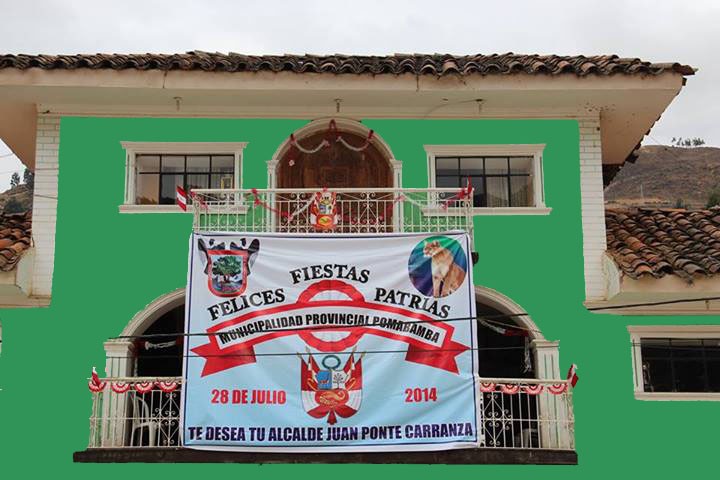 FELICES FIESTAS PATRIAS
MUNICIPALIDAD PROVINCIAL POMABAMBA
28 DE JULIO 2014
TE DESEA TU ALCALDE JUAN PONTE CARRANZA